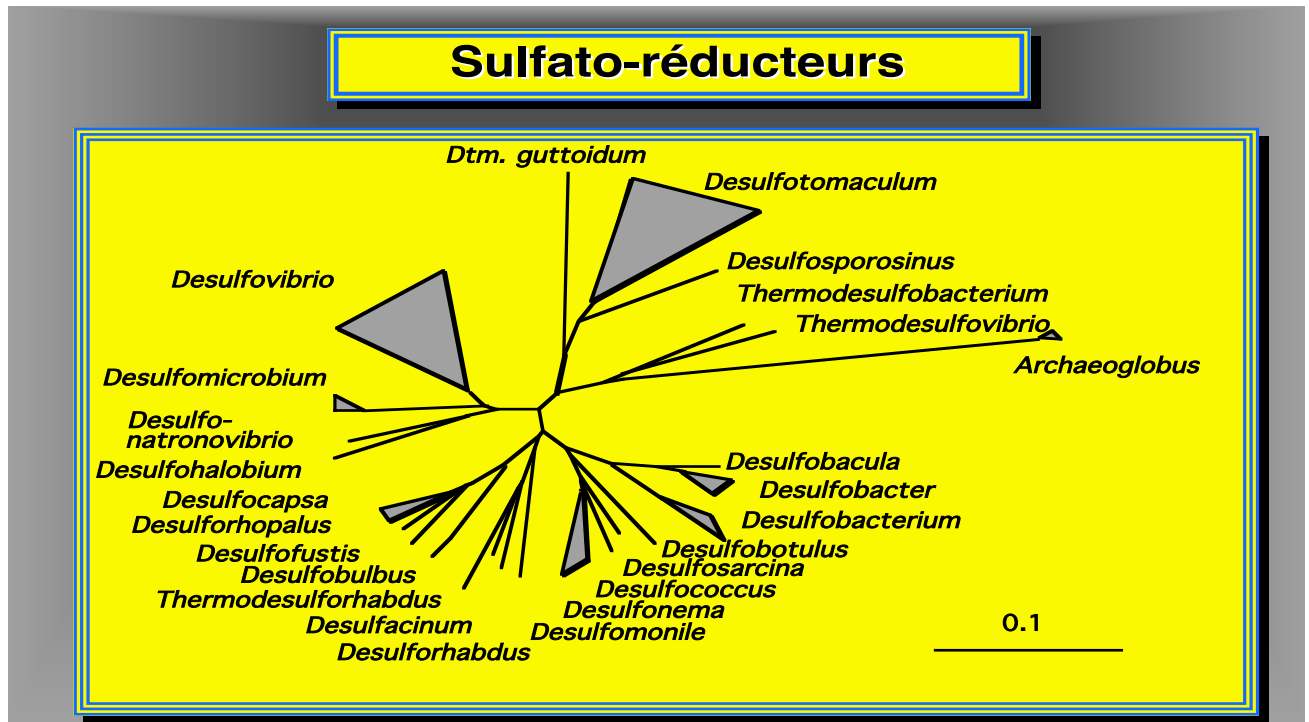 Sulfato-réducteurs
Dtm. guttoidum
Desulfotomaculum
Desulfovibrio
Desulfosporosinus
Thermodesulfobacterium
Thermodesulfovibrio
Archaeoglobus
Desulfomicrobium
Desulfo-
natronovibrio
Desulfohalobium
Desulfobacula
Desulfobacter
Desulfocapsa
Desulfobacterium
Desulforhopalus
Desulfofustis
Desulfobotulus
Desulfobulbus
Desulfosarcina
Thermodesulforhabdus
Desulfococcus
Desulfonema
Desulfacinum
Desulfomonile
Desulforhabdus
0.1